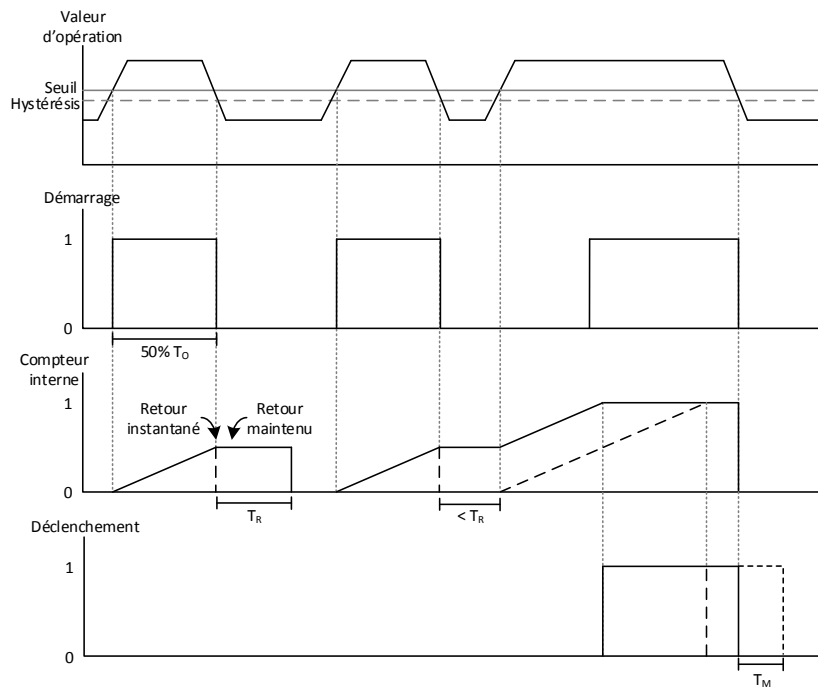 Valeur
d'opération
Seuil
Hystérésis
Démarrage
1
0
50% TO
Compteur
interne
1
Retour
instantané
Retour
maintenu
0
TR
< TR
Déclenchement
1
0
TM